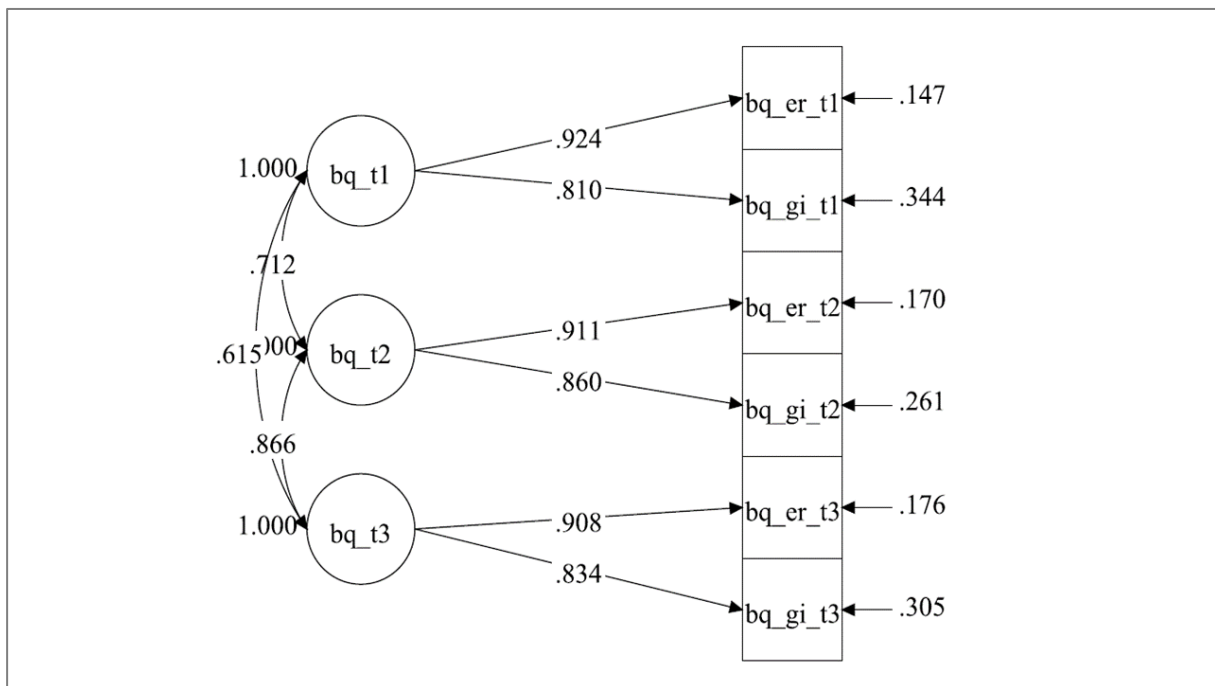 bq_er_t1
.147
.924
1.000
bq_t1
.810
bq_gi_t1
.344
.712
bq_er_t2
.170
.911
.615
00
bq_t2
.860
bq_gi_t2
.261
.866
bq_er_t3
.176
1.000
bq_t3
.908
.834
bq_gi_t3
.305